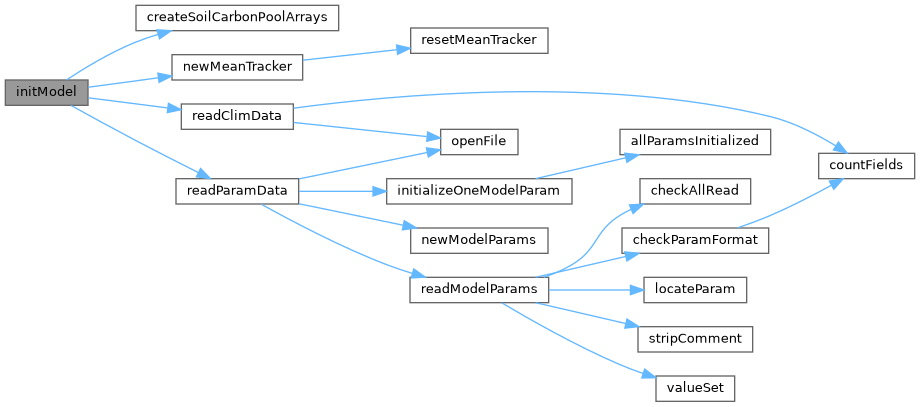 initModel
createSoilCarbonPoolArrays
newMeanTracker
resetMeanTracker
readClimData
readParamData
openFile
initializeOneModelParam
newModelParams
readModelParams
allParamsInitialized
checkAllRead
checkParamFormat
locateParam
stripComment
valueSet
countFields